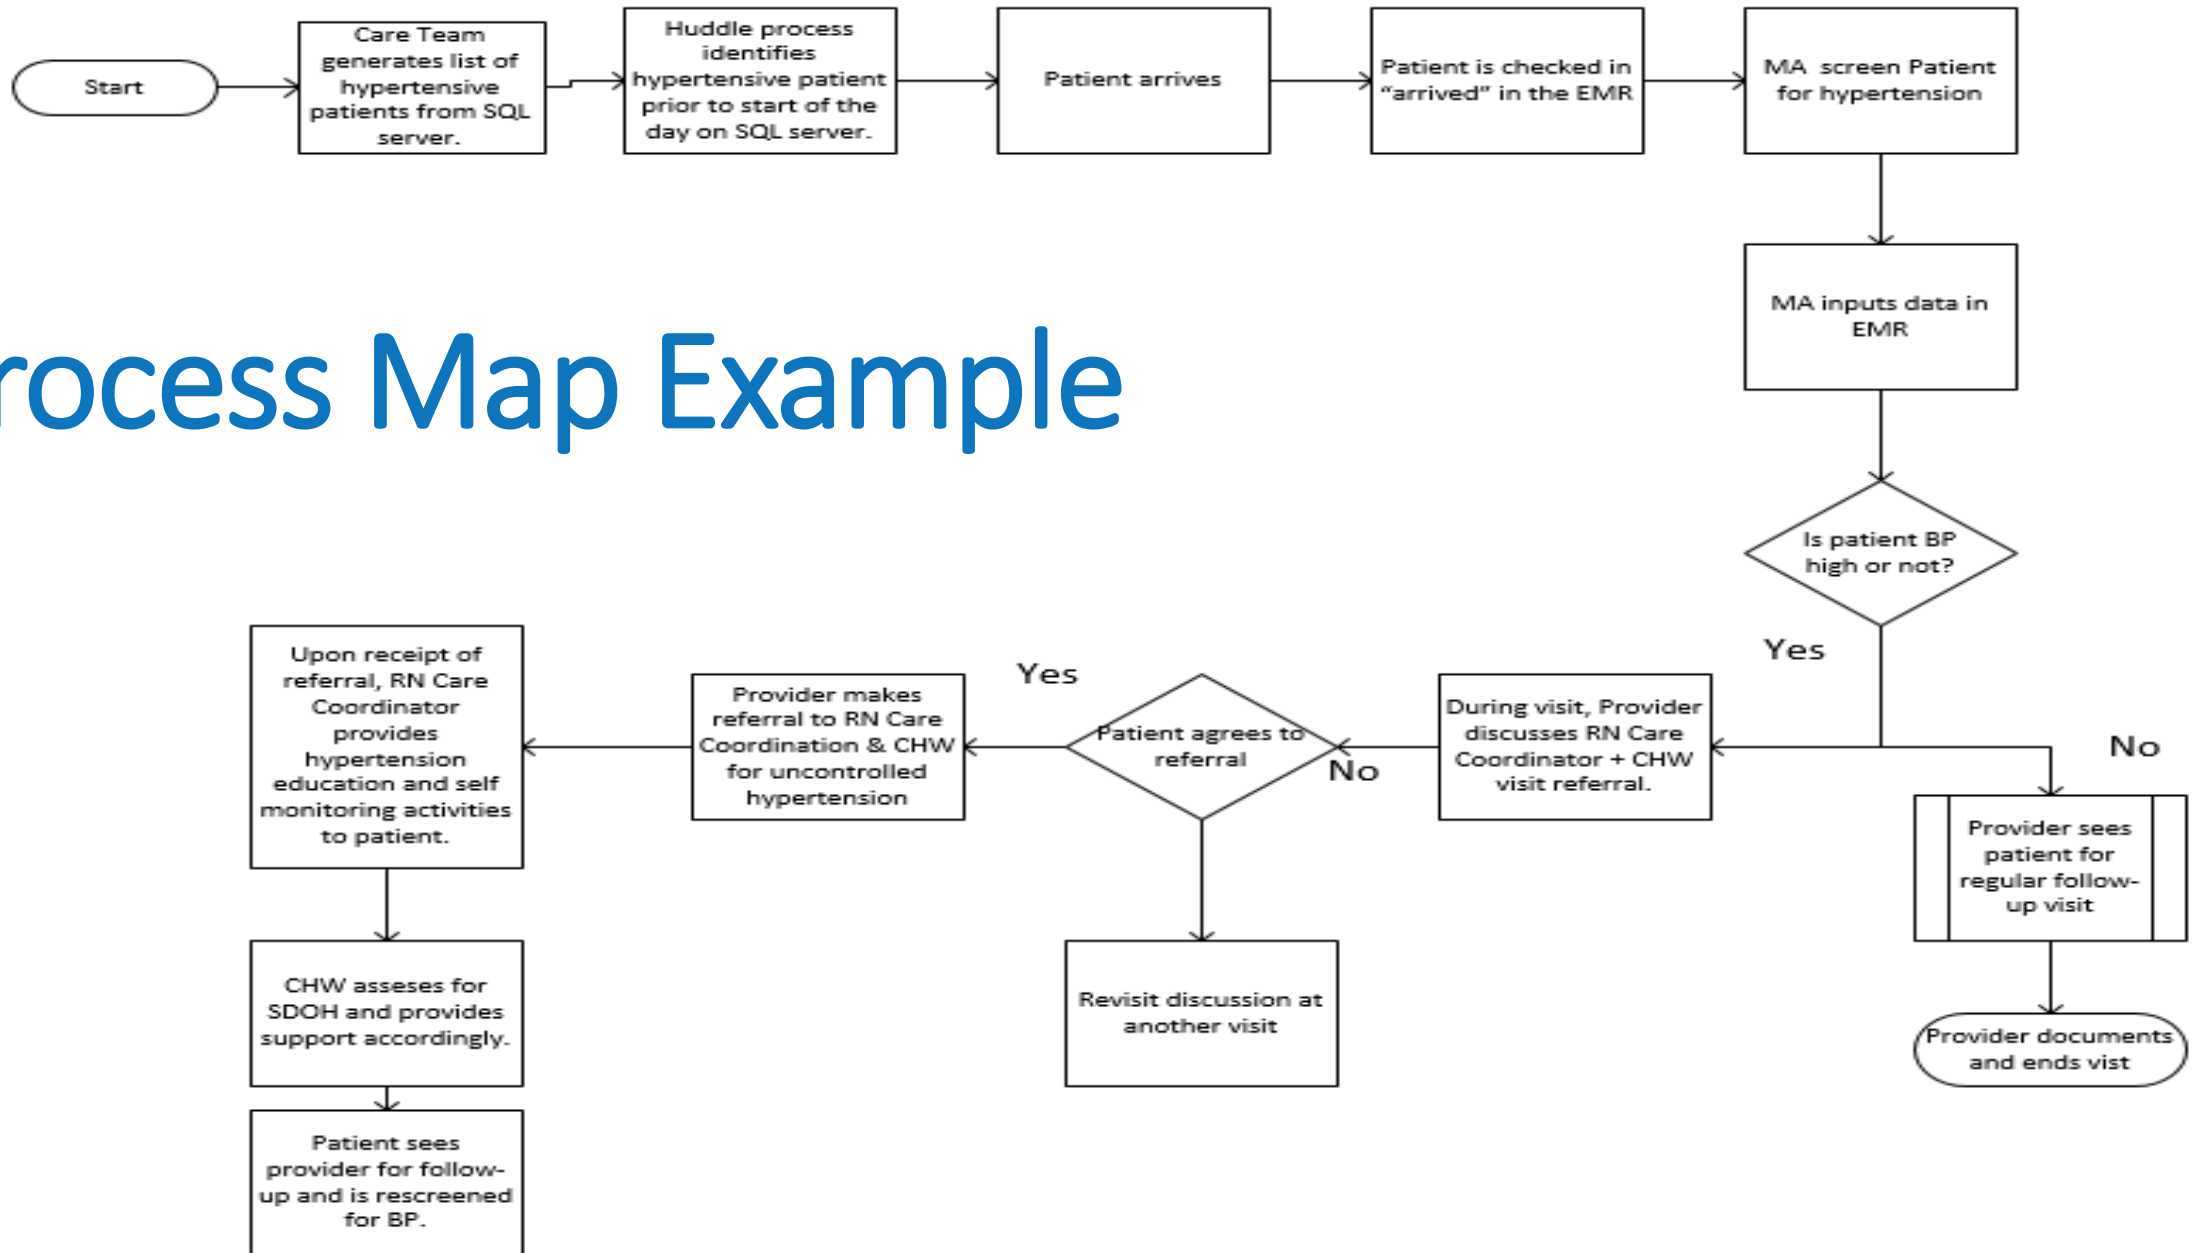 Start
Care Team
generates list of
hypertensive
patients from SQL
server.
Huddle process
identifies
hypertensive patient
prior to start of the
day on SQL server.
Patient arrives
Patient is checked in
“arrived” in the EMR
MA screen Patient
for hypertension
MA inputs data in
EMR
rocess Map Example
Is patient BP
high or not?
Yes
No
During visit, Provider
discusses RN Care
Coordinator + CHW
visit referral.
Patient agrees to
referral
Yes
No
Provider makes
referral to RN Care
Coordination & CHW
for uncontrolled
hypertension
Upon receipt of
referral, RN Care
Coordinator
provides
hypertension
education and self
monitoring activities
to patient.
Provider sees
patient for
regular follow-
up visit
CHW asseses for
SDOH and provides
support accordingly.
Revisit discussion at
another visit
Provider documents
and ends vist
Patient sees
provider for follow-
up and is rescreened
for BP.